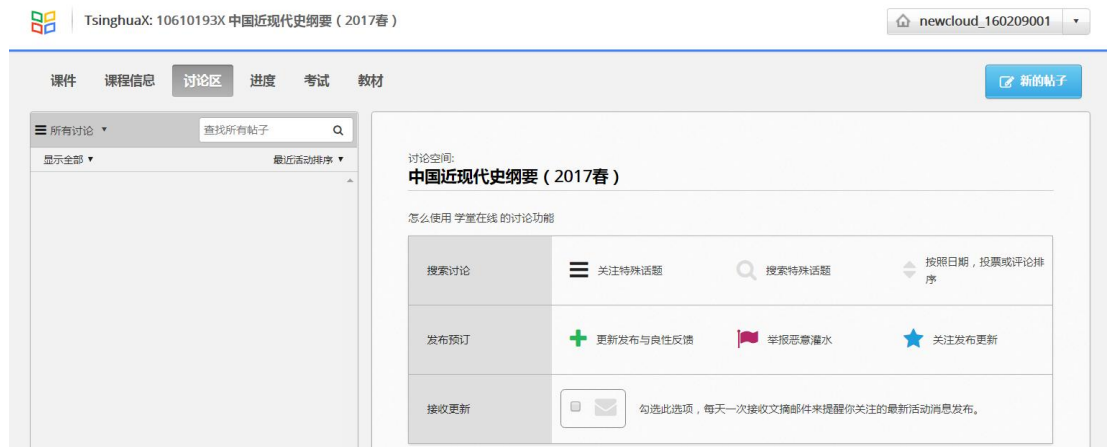 TsinghuaX: 10610193X 中国近现代史纲要（2017春）
newcloud_160209001
课件 课程信息 讨论区 进度 考试 教材
新的帖子
所有讨论 查找所有帖子
显示全部 最近活动排序
讨论空间:
中国近现代史纲要（2017春）
怎么使用 学堂在线 的讨论功能
搜索讨论 关注特殊话题 搜索特殊话题 按照日期，投票或评论排
序
发布预订 更新发布与良性反馈 举报恶意灌水 关注发布更新
接收更新 勾选此选项，每天一次接收文摘邮件来提醒你关注的最新活动消息发布。